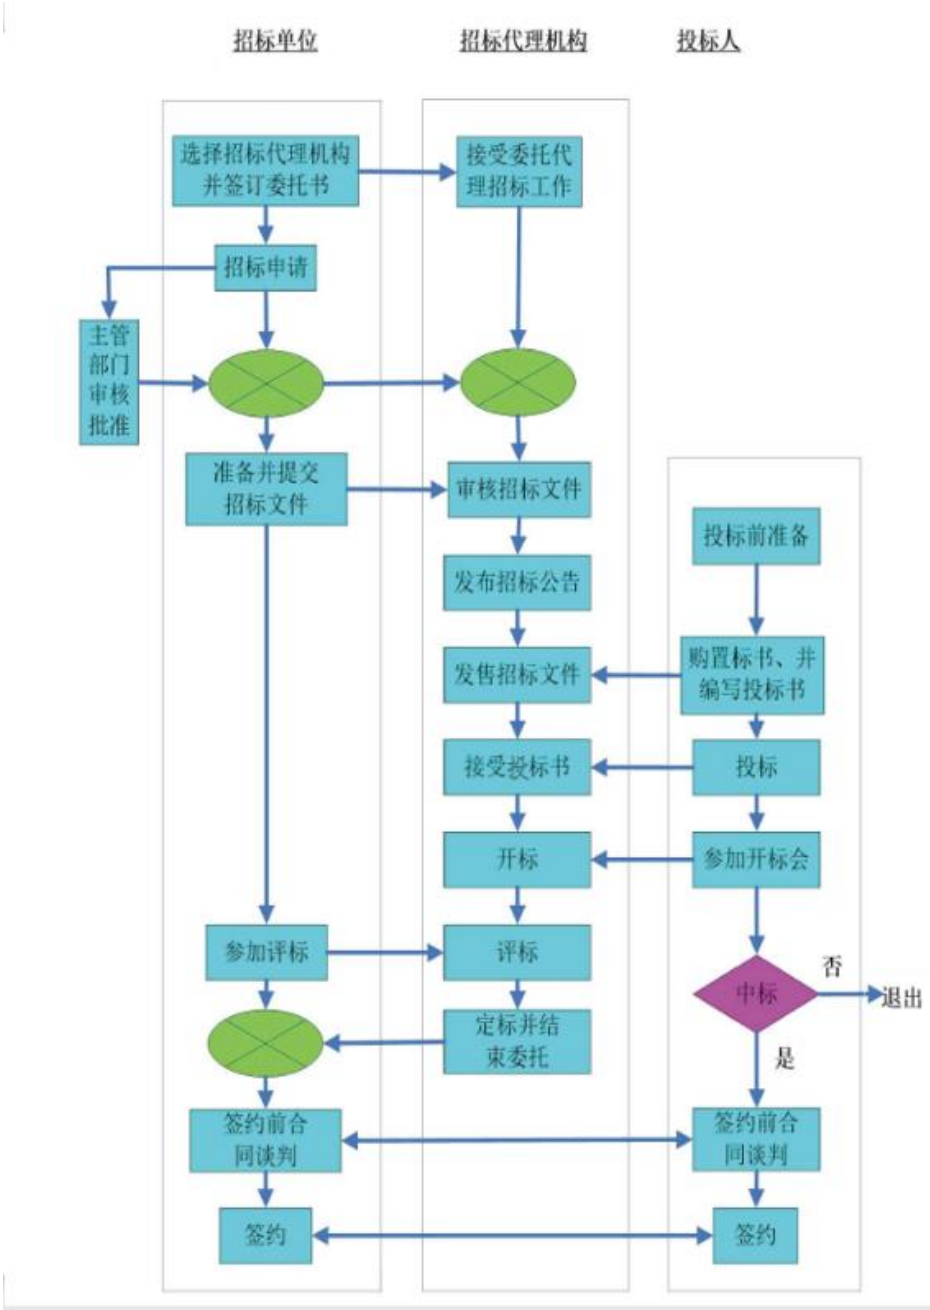 招标单位
招标代理机构
投标人
选择招标代理机构
并签订委托书
接受委托代
理招标工作
招标申请
主管
部门
审核
批准
准备并提交
招标文件
审核招标文件
投标前准备
发布招标公告
购置标书、并
编写投标书
发售招标文件
接受投标书
投标
开标
参加开标会
参加评标
评标
中标
否
退出
定标并结
束委托
是
签约前合
同谈判
签约前合
同谈判
签约
签约